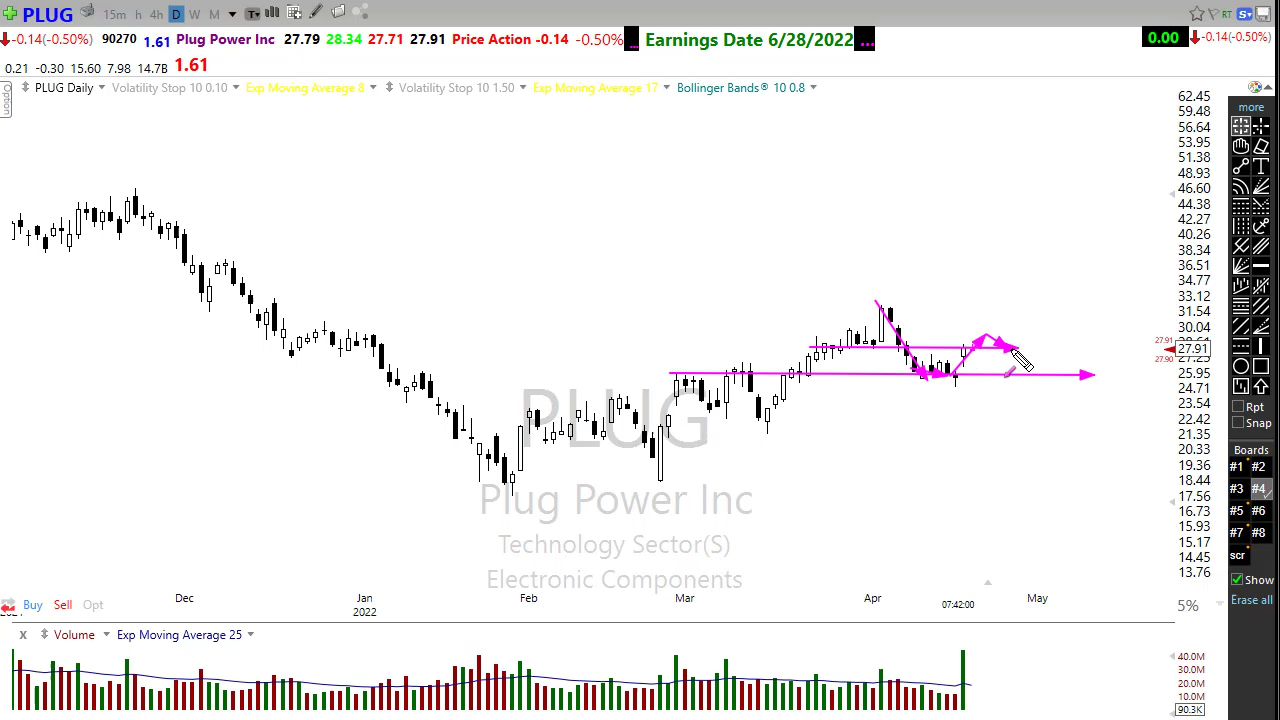 PLUG 15m h 4h D W M T RT S
-0.14(-0.50%) 90270 1.61 Plug Power Inc 27.79 28.34 27.71 27.91 Price Action -0.14 -0.50% ... Earnings Date 6/28/2022 ... 0.00 -0.14(-0.50%)
0.21 -0.30 15.60 7.98 14.7B 1.61
Option
PLUG Daily Volatility Stop 10 0.10 Exp Moving Average 8 Volatility Stop 10 1.50 Exp Moving Average 17 Bollinger Bands® 10 0.8
62.45
59.48
56.64
53.95
51.38
48.93
46.60
44.38
42.27
40.26
38.34
36.51
34.77
33.12
31.54
30.04
27.91
27.91
27.90
25.95
24.71
23.54
22.42
21.35
20.33
19.36
18.44
17.56
16.73
15.93
15.17
14.45
13.76
more
Rpt
Snap
Boards
#1 #2
#3 #4
#5 #6
#7 #8
scr
Show
Erase all
PLUG
Plug Power Inc
Technology Sector(S)
Electronic Components
Dec Jan Feb Mar Apr May
2022 07:42:00
Buy Sell Opt 5%
X Volume Exp Moving Average 25
40.0M
30.0M
20.0M
10.0M
90.3K